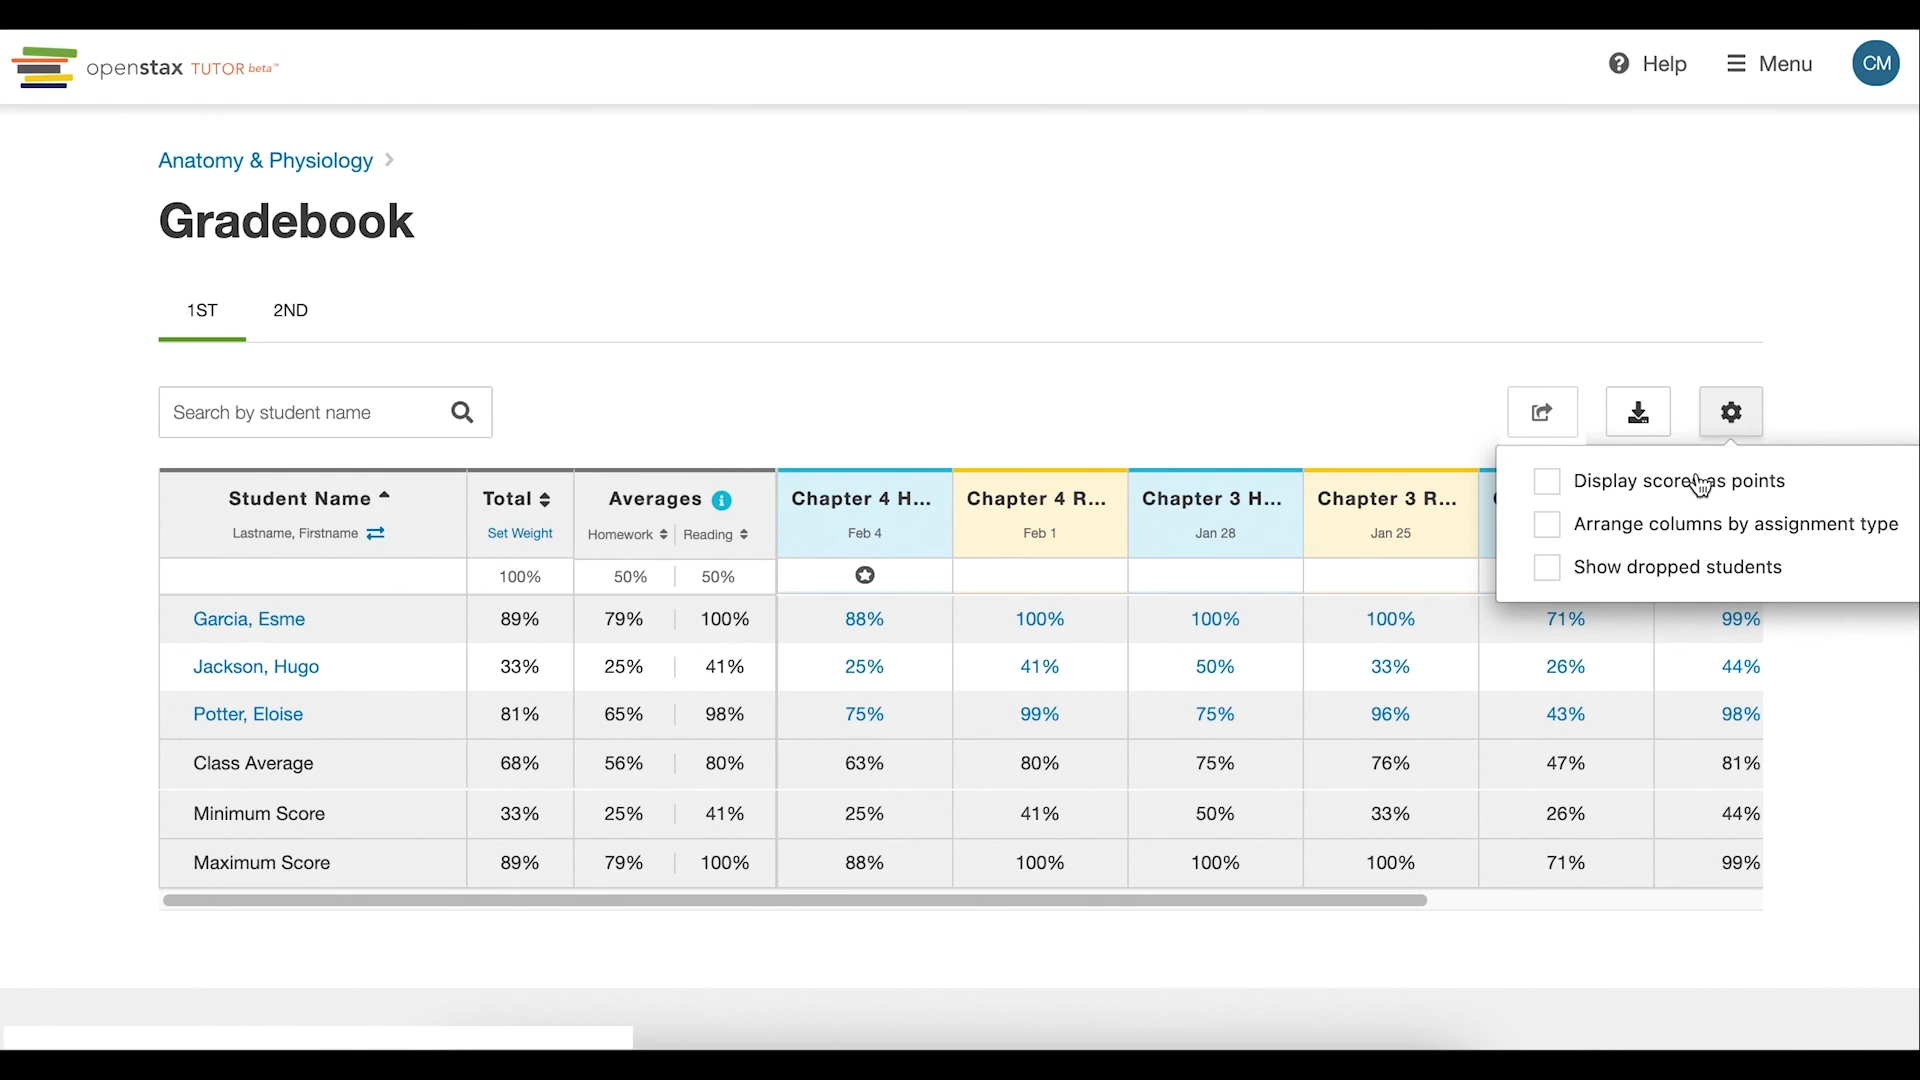 openstax TUTOR beta™
Help
Menu
CM
Anatomy & Physiology
Gradebook
1ST
2ND
Search by student name
Display scores as points
Arrange columns by assignment type
Show dropped students
Student Name Total Averages Chapter 4 H... Chapter 4 R... Chapter 3 H... Chapter 3 R...
Lastname, Firstname Set Weight Homework Reading Feb 4 Feb 1 Jan 28 Jan 25
100% 50% 50%
Garcia, Esme 89% 79% 100% 88% 100% 100% 100% 71% 99%
Jackson, Hugo 33% 25% 41% 25% 41% 50% 33% 26% 44%
Potter, Eloise 81% 65% 98% 75% 99% 75% 96% 43% 98%
Class Average 68% 56% 80% 63% 80% 75% 76% 47% 81%
Minimum Score 33% 25% 41% 25% 41% 50% 33% 26% 44%
Maximum Score 89% 79% 100% 88% 100% 100% 100% 71% 99%